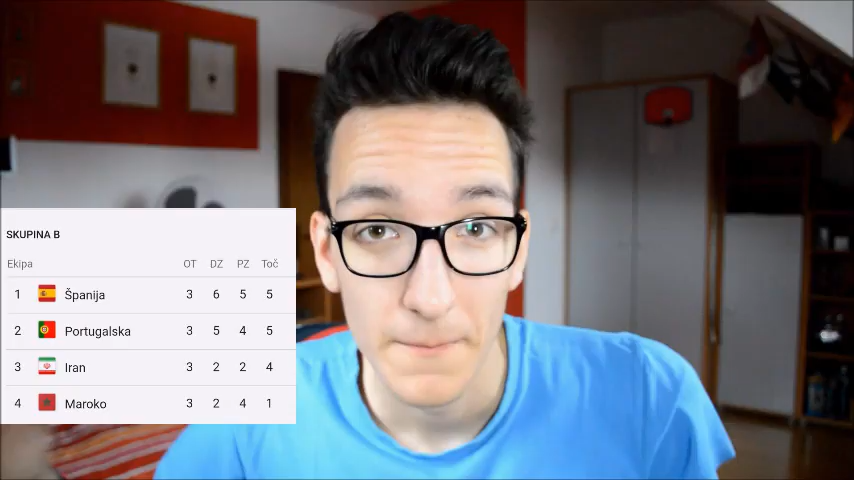 SKUPINA B
Ekipa OT DZ PZ Toč
1 Španija 3 6 5 5
2 Portugalska 3 5 4 5
3 Iran 3 2 2 4
4 Maroko 3 2 4 1